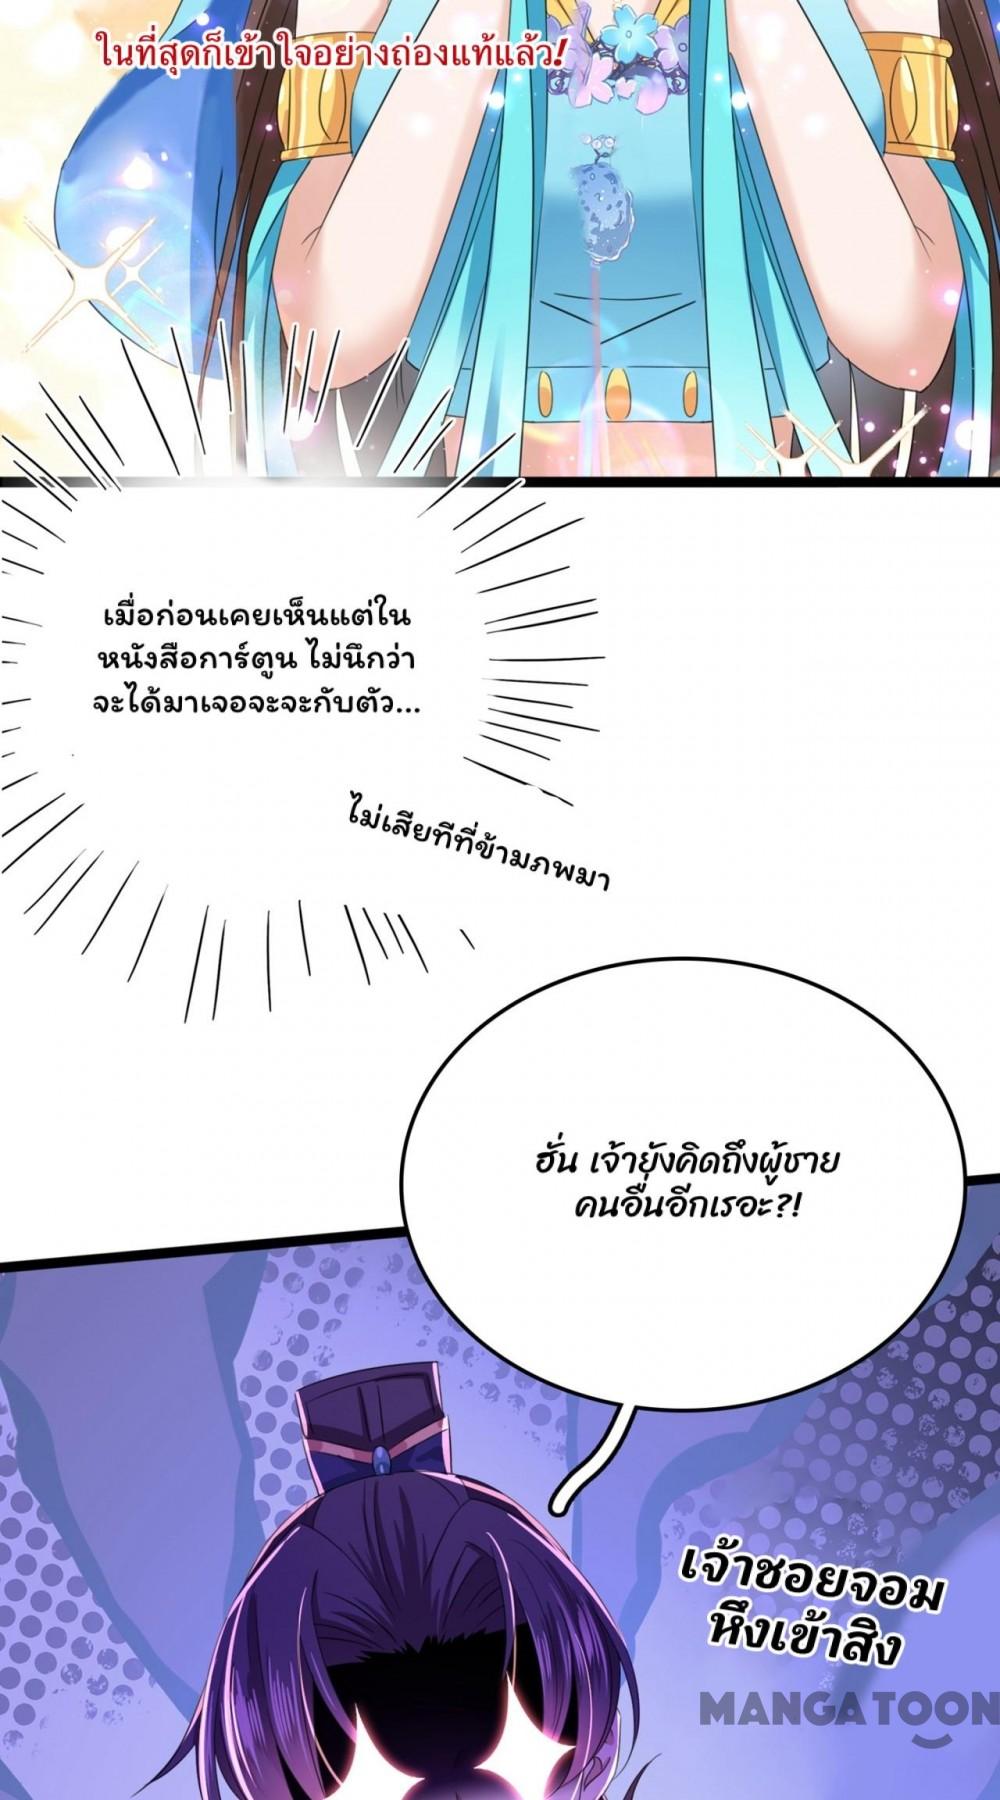 ในที่สุดก็เข้าใจอย่างถ่องแท้แล้ว!
เมื่อก่อนเคยเห็นแต่ใน
หนังสือการ์ตูน ไม่นึกว่า
จะได้มาเจอจะจะกับตัว...
ไม่เสียทีที่ข้ามภพมา
ฮั่น เจ้ายังคิดถึงผู้ชาย
คนอื่นอีกเรอะ?!
เจ้าชอยจอม
หึงเข้าสิง
MANGATOON